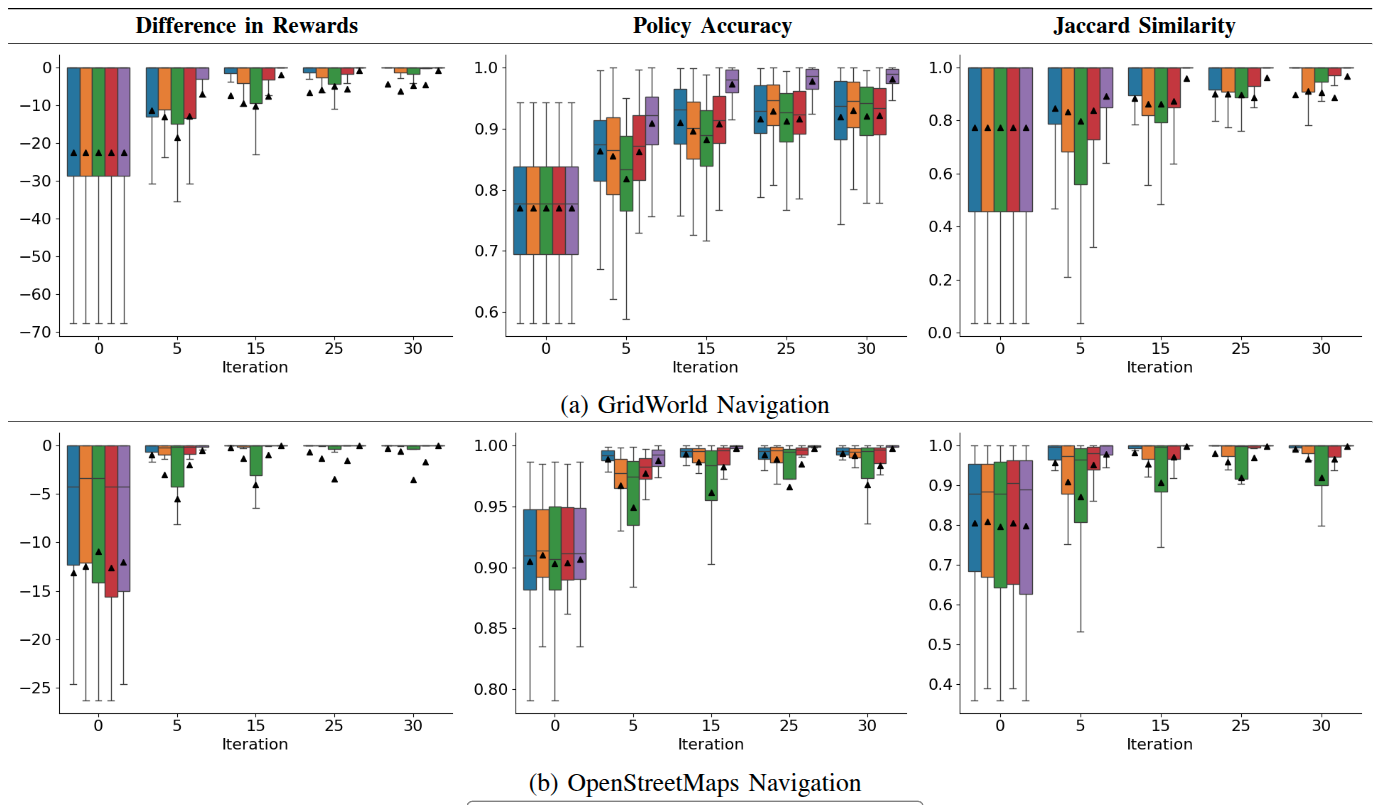 Difference in Rewards Policy Accuracy Jaccard Similarity
0 1.0 1.0
−10 0.9 0.8
−20 0.8 0.6
−30
−40 0.7 0.4
−50 0.6 0.2
−60
−70 0.0
0 5 15 25 30 0 5 15 25 30 0 5 15 25 30
Iteration Iteration Iteration
(a) GridWorld Navigation
0 1.00 1.0
−5 0.95 0.9
−10 0.90 0.8
−15 0.85 0.7
−20 0.80 0.6
−25 0.5
0.4
0 5 15 25 30 0 5 15 25 30 0 5 15 25 30
Iteration Iteration Iteration
(b) OpenStreetMaps Navigation